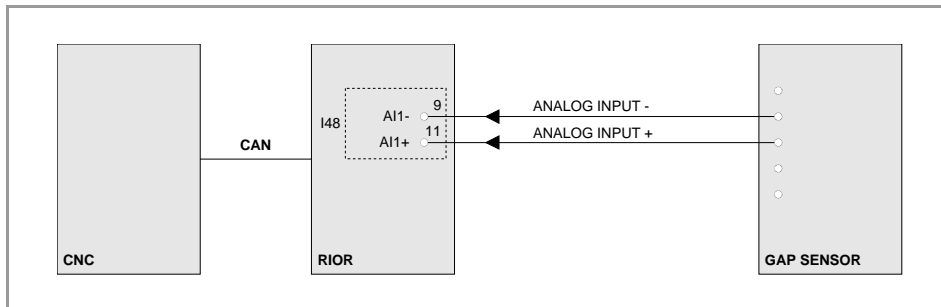 9
ANALOG INPUT -
I48
AI1-
11
ANALOG INPUT +
AI1+
CAN
CNC
RIOR
GAP SENSOR